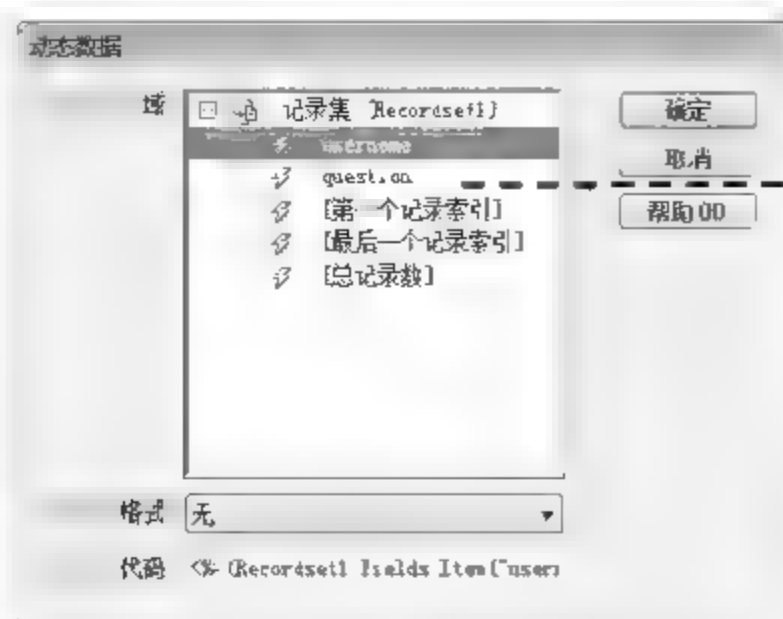 动态数据
域
记录集 (Recordset1)
username
question
[第一个记录索引]
[最后一个记录索引]
[总记录数]
确定
取消
帮助(H)
格式
无
代码
<%=(Recordset1.Fields.Item("user